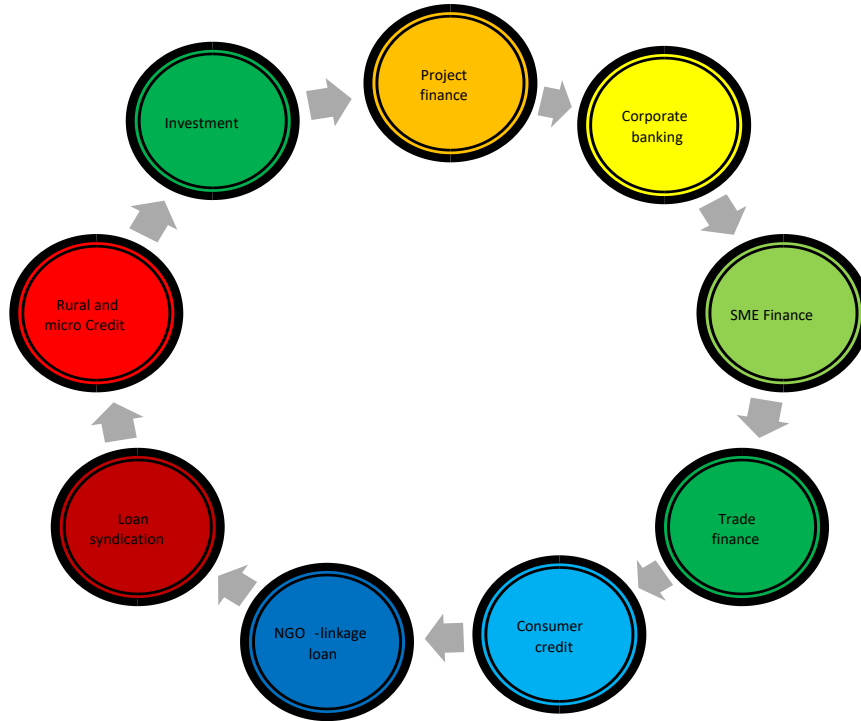 Project
finance
Corporate
banking
SME Finance
Trade
finance
Consumer
credit
NGO -linkage
loan
Loan
syndication
Rural and
micro Credit
Investment